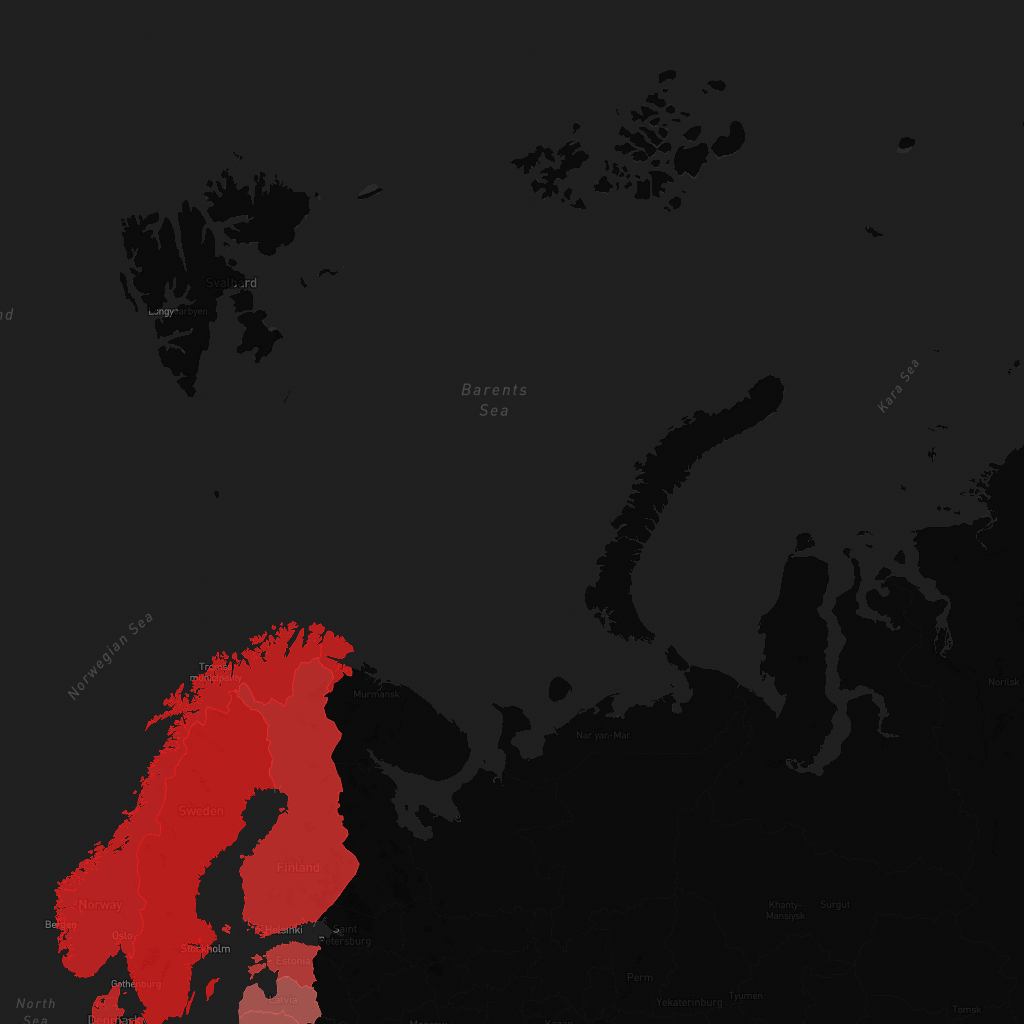 Svalbard
Longyearbyen
Barents
Sea
Kara Sea
Norwegian Sea
Tromsø
municipality
Murmansk
Norilsk
Nar'yan-Mar
Sweden
Finland
Norway
Khanty-
Mansiysk
Surgut
Bergen
Oslo
Helsinki
Saint
Petersburg
Stockholm
Estonia
Perm
Gothenburg
Tyumen
North
Sea
Latvia
Yekaterinburg
Tomsk
Denmark